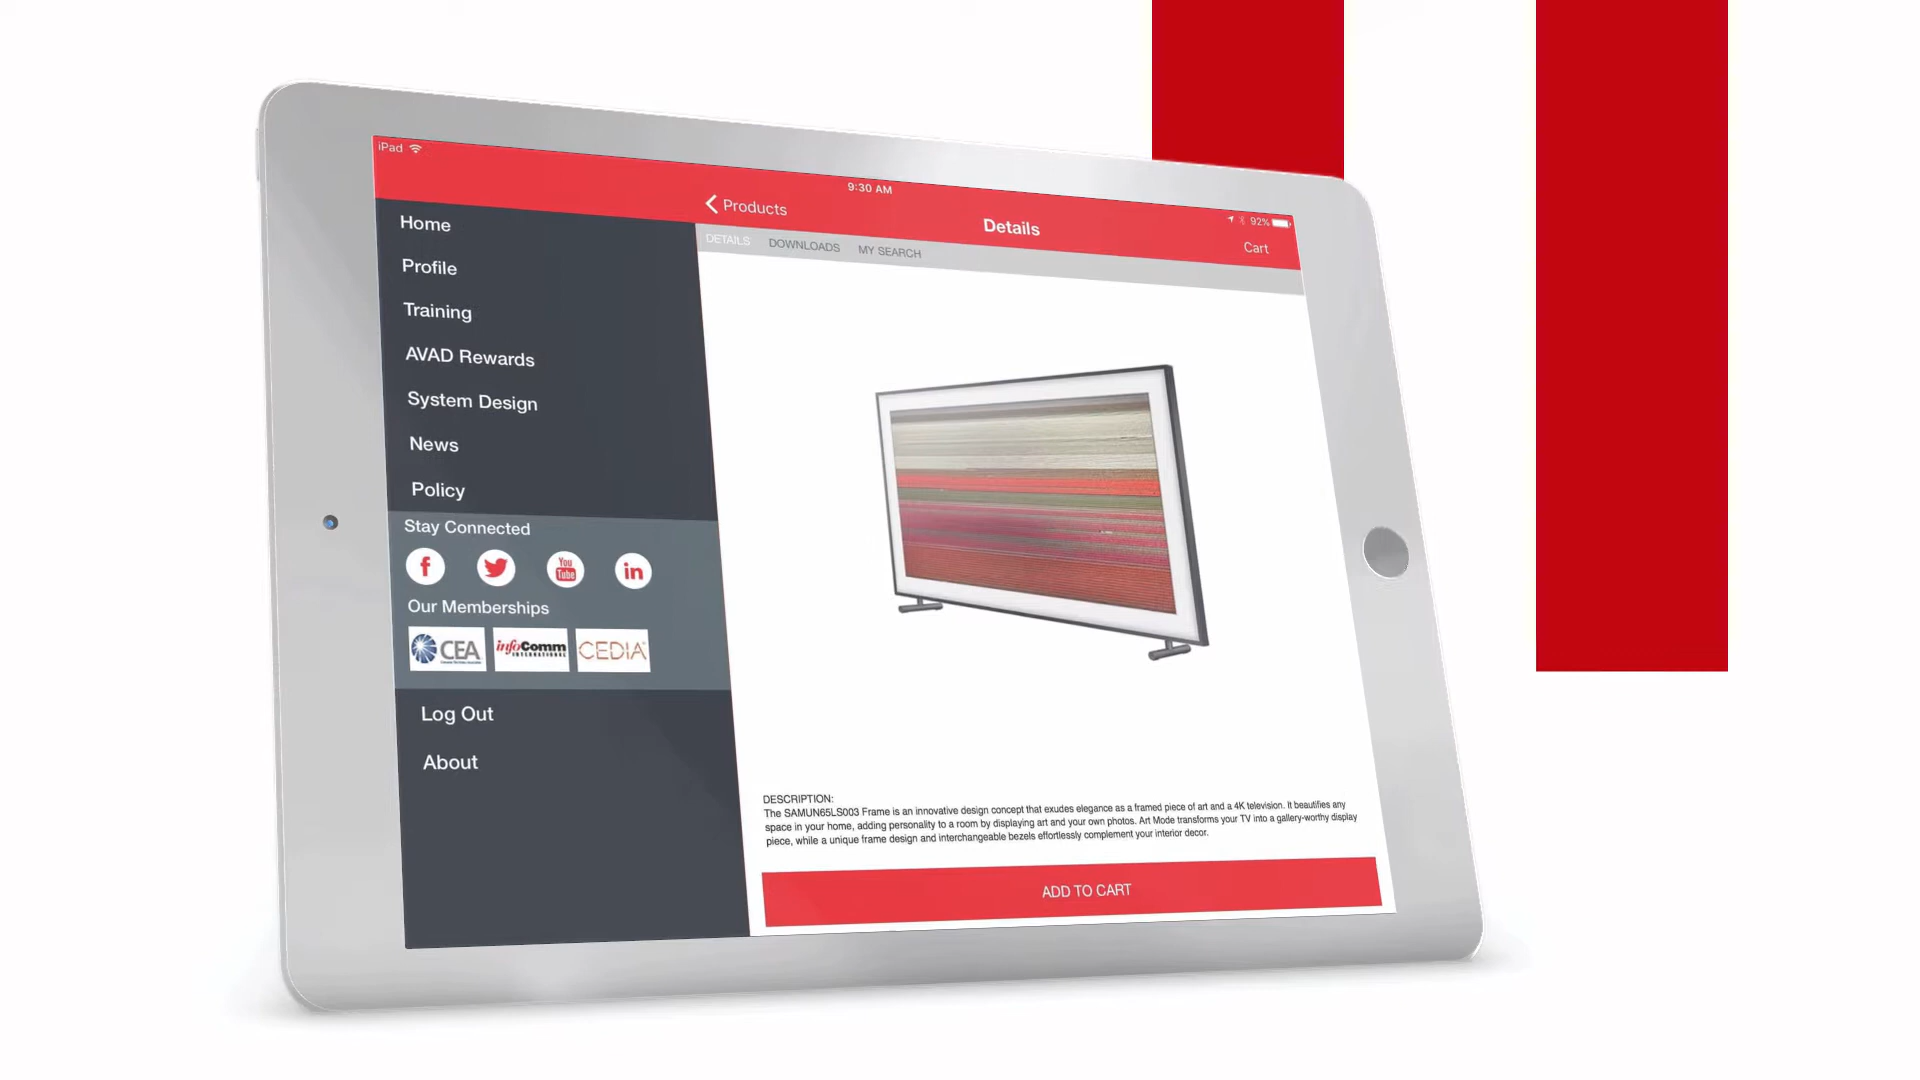 iPad
9:30 AM
92%
Products
Details
Cart
DETAILS DOWNLOADS MY SEARCH
Home
Profile
Training
AVAD Rewards
System Design
News
Policy
Stay Connected
f
You
Tube
in
Our Memberships
CEA
infoComm
INTERNATIONAL
CEDIA
Log Out
About
DESCRIPTION:
The SAMUN65LS003 Frame is an innovative design concept that exudes elegance as a framed piece of art and a 4K television. It beautifies any
space in your home, adding personality to a room by displaying art and your own photos. Art Mode transforms your TV into a gallery-worthy display
piece, while a unique frame design and interchangeable bezels effortlessly complement your interior decor.
ADD TO CART